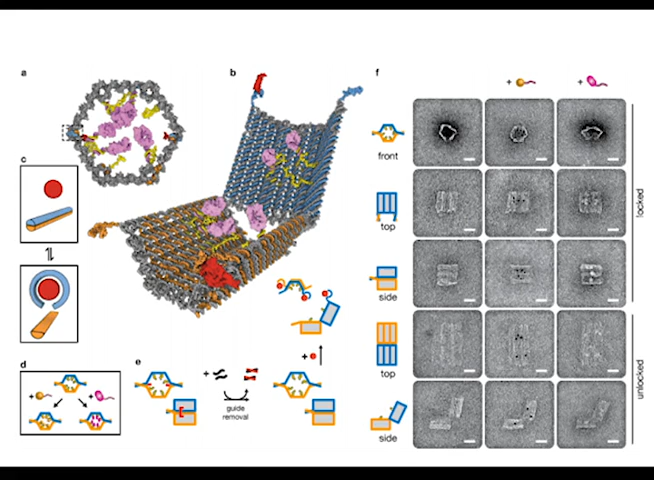 a
b
f
+
+
front
c
top
locked
side
+
d
e
top
+
+
+
guide
removal
side
unlocked